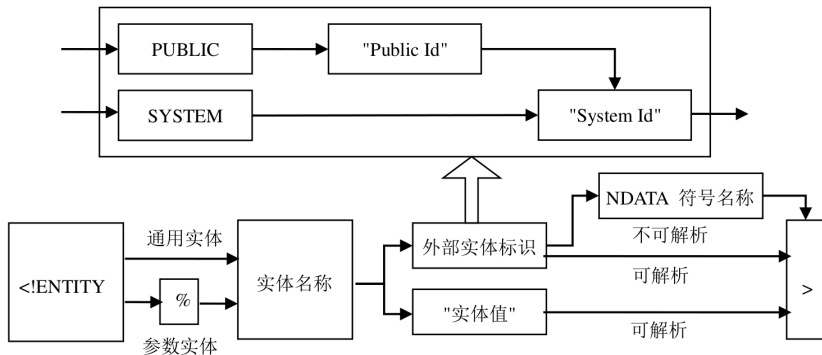 PUBLIC
"Public Id"
SYSTEM
"System Id"
NDATA 符号名称
通用实体
外部实体标识
不可解析
<!ENTITY
实体名称
可解析
>
%
"实体值"
参数实体
可解析